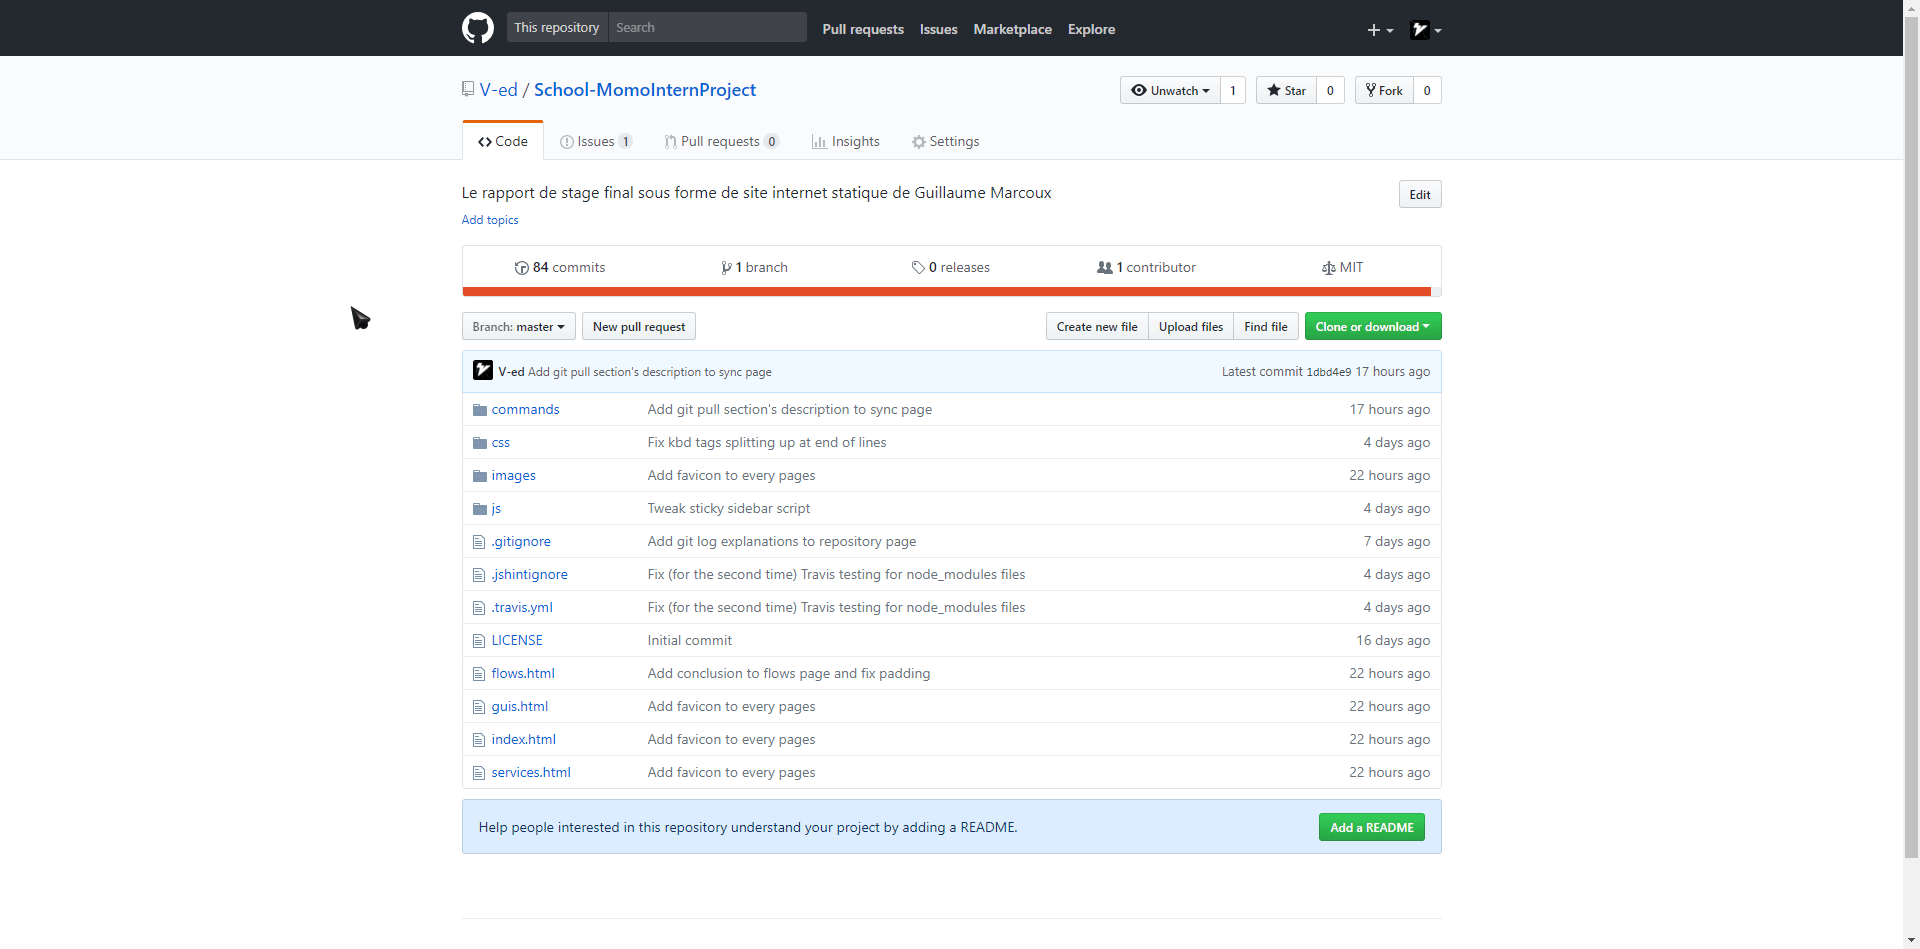 This repository Search Pull requests Issues Marketplace Explore
V-ed / School-MomoInternProject Unwatch 1 Star 0 Fork 0
Code Issues 1 Pull requests 0 Insights Settings
Le rapport de stage final sous forme de site internet statique de Guillaume Marcoux Edit
Add topics
84 commits 1 branch 0 releases 1 contributor MIT
Branch: master New pull request Create new file Upload files Find file Clone or download
V-ed Add git pull section's description to sync page Latest commit 1dbd4e9 17 hours ago
commands Add git pull section's description to sync page 17 hours ago
css Fix kbd tags splitting up at end of lines 4 days ago
images Add favicon to every pages 22 hours ago
js Tweak sticky sidebar script 4 days ago
.gitignore Add git log explanations to repository page 7 days ago
.jshintignore Fix (for the second time) Travis testing for node_modules files 4 days ago
.travis.yml Fix (for the second time) Travis testing for node_modules files 4 days ago
LICENSE Initial commit 16 days ago
flows.html Add conclusion to flows page and fix padding 22 hours ago
guis.html Add favicon to every pages 22 hours ago
index.html Add favicon to every pages 22 hours ago
services.html Add favicon to every pages 22 hours ago
Help people interested in this repository understand your project by adding a README. Add a README